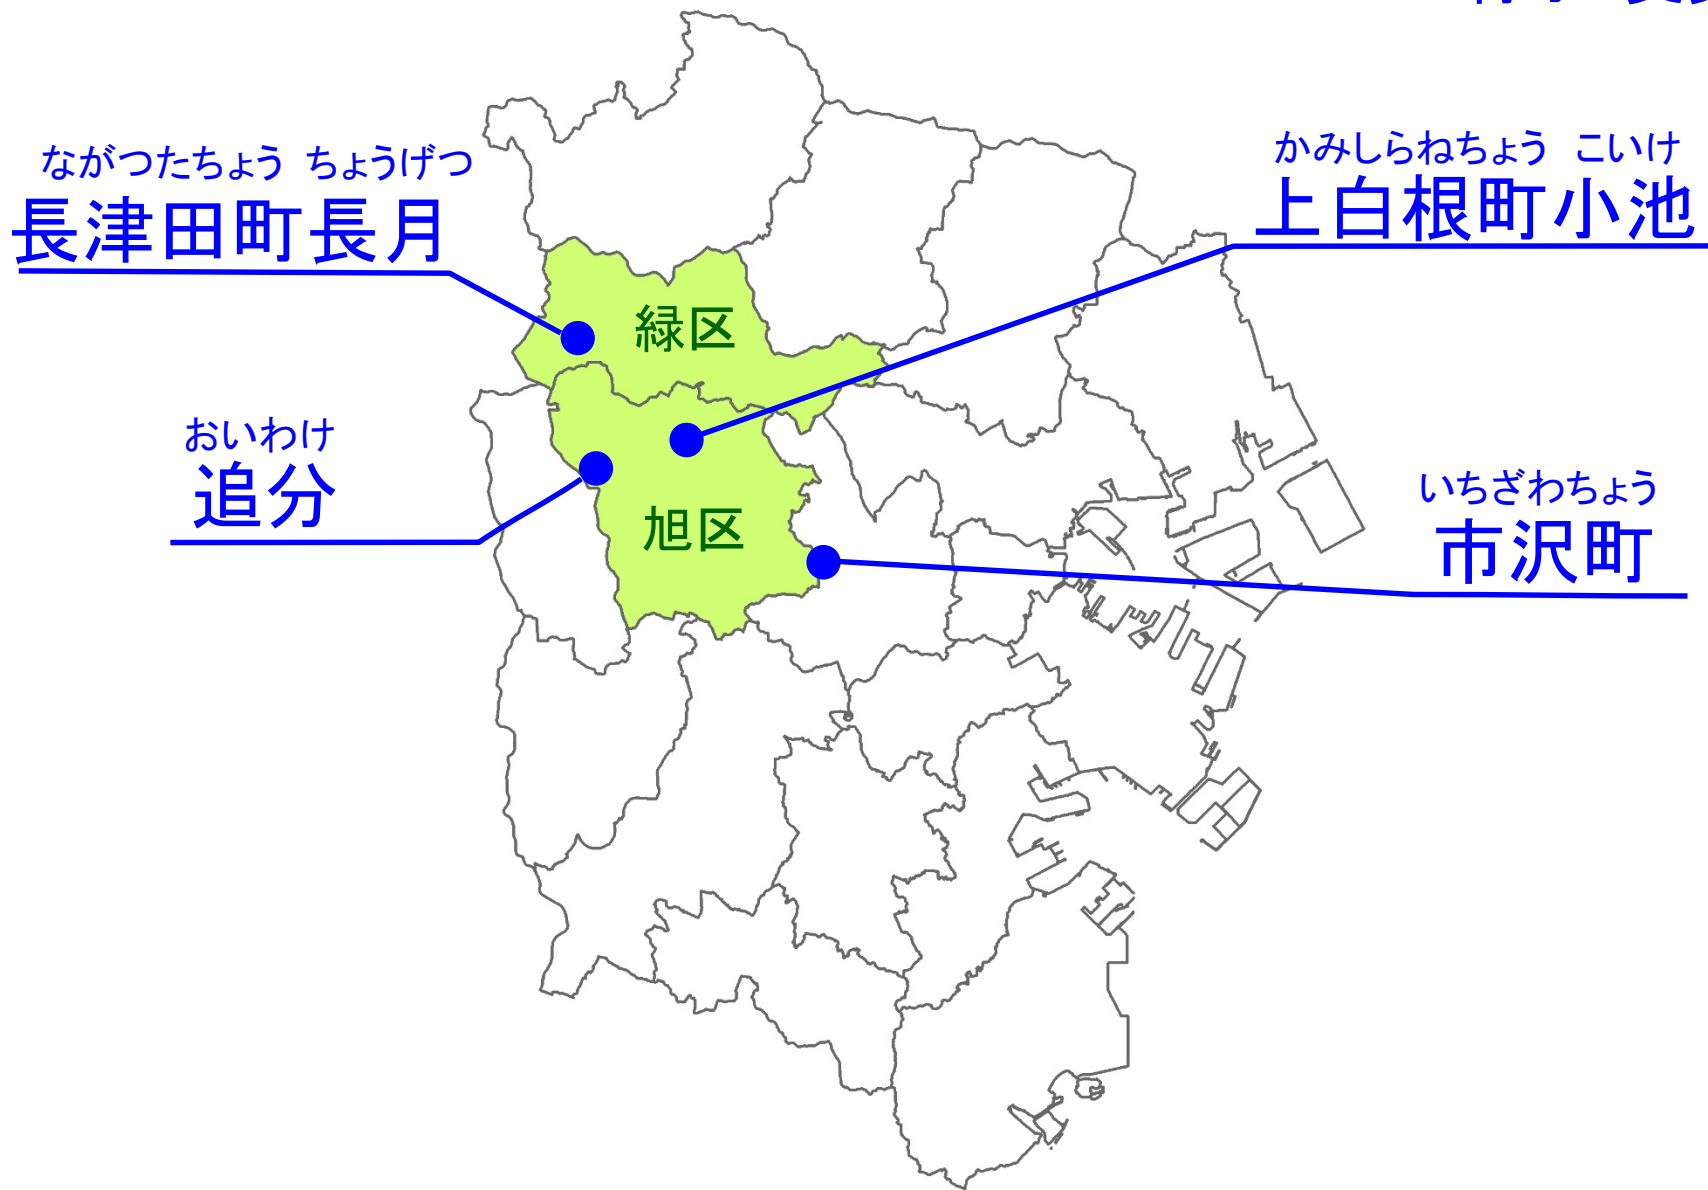 ながつたちょう ちょうげつ
長津田町長月
かみしらねちょう こいけ
上白根町小池
緑区
おいわけ
追分
旭区
いちざわちょう
市沢町